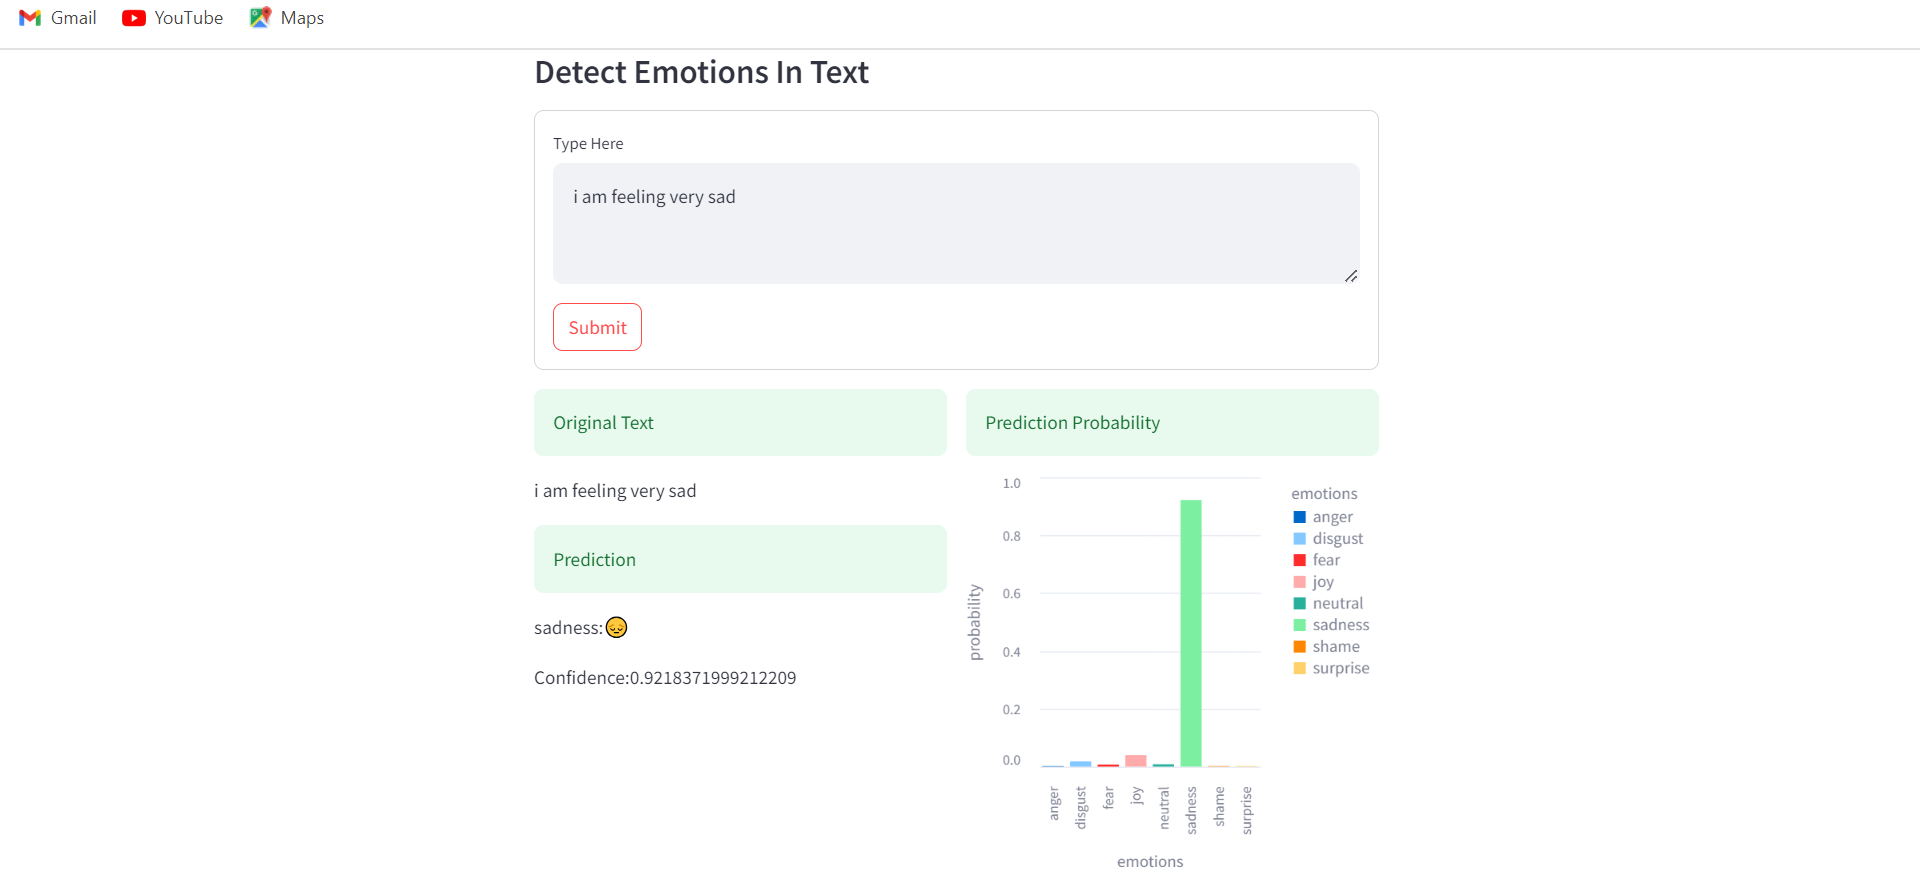 Gmail YouTube Maps
Detect Emotions In Text
Type Here
i am feeling very sad
Submit
Original Text
i am feeling very sad
Prediction
sadness:😔
Confidence:0.9218371999212209
Prediction Probability
1.0
0.8
0.6
0.4
0.2
0.0
probability
anger
disgust
fear
joy
neutral
sadness
shame
surprise
emotions
emotions
anger
disgust
fear
joy
neutral
sadness
shame
surprise